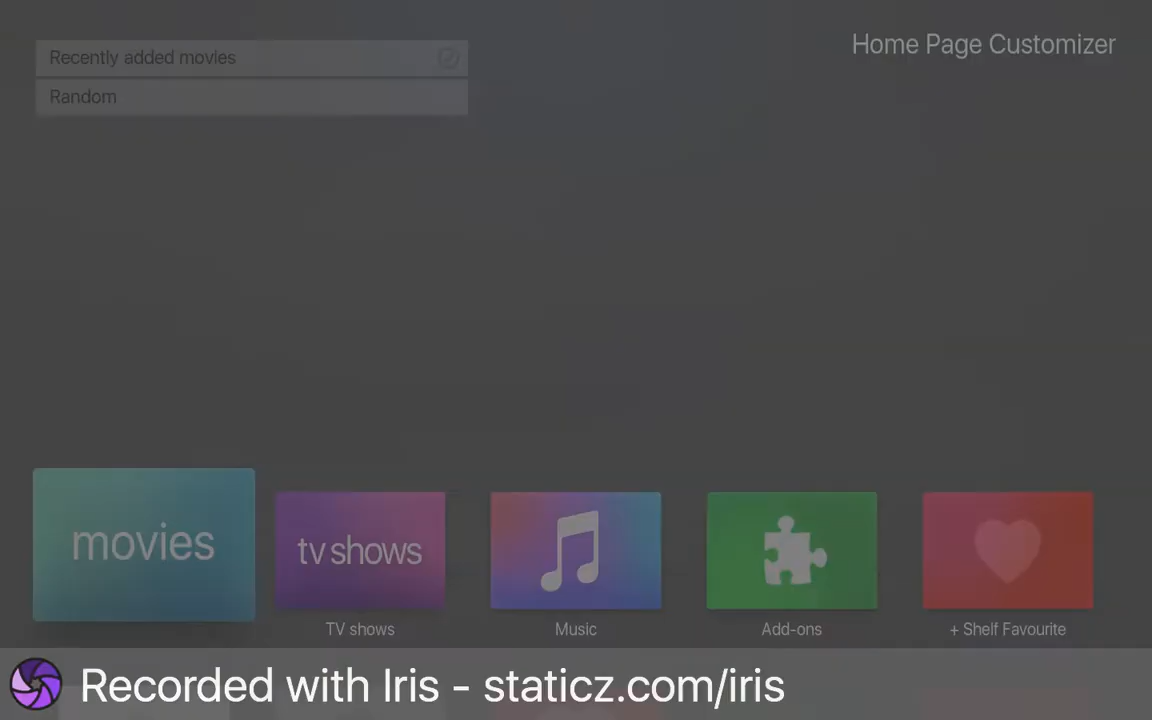 Recently added movies
Home Page Customizer
Random
movies
tv shows
TV shows
Music
Add-ons
+ Shelf Favourite
Recorded with Iris - staticz.com/iris